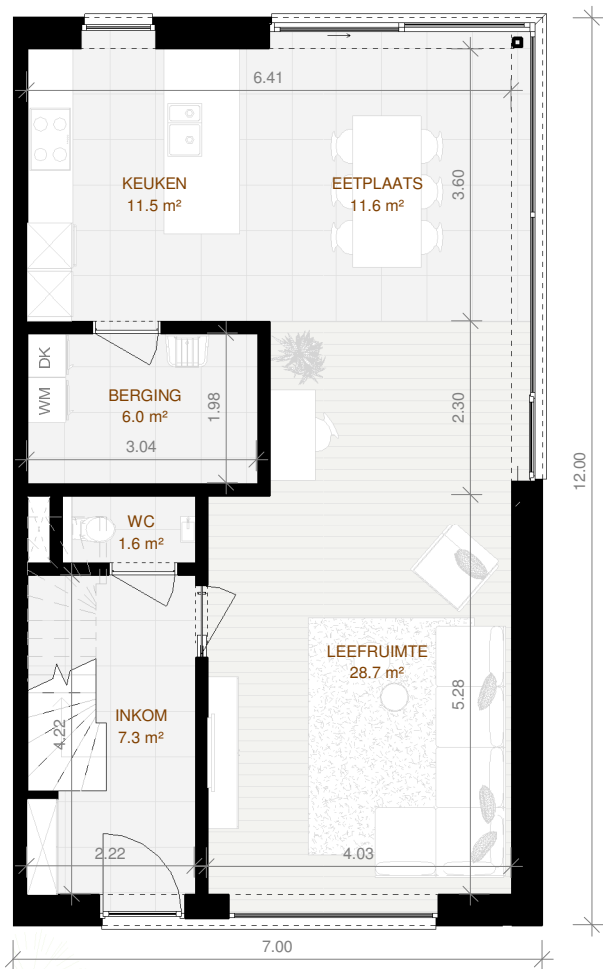 6.41
KEUKEN
11.5 m²
EETPLAATS
11.6 m²
3.60
DK
WM
BERGING
6.0 m²
1.98
3.04
2.30
12.00
WC
1.6 m²
LEEFRUIMTE
28.7 m²
5.28
INKOM
7.3 m²
4.22
2.22
4.03
7.00